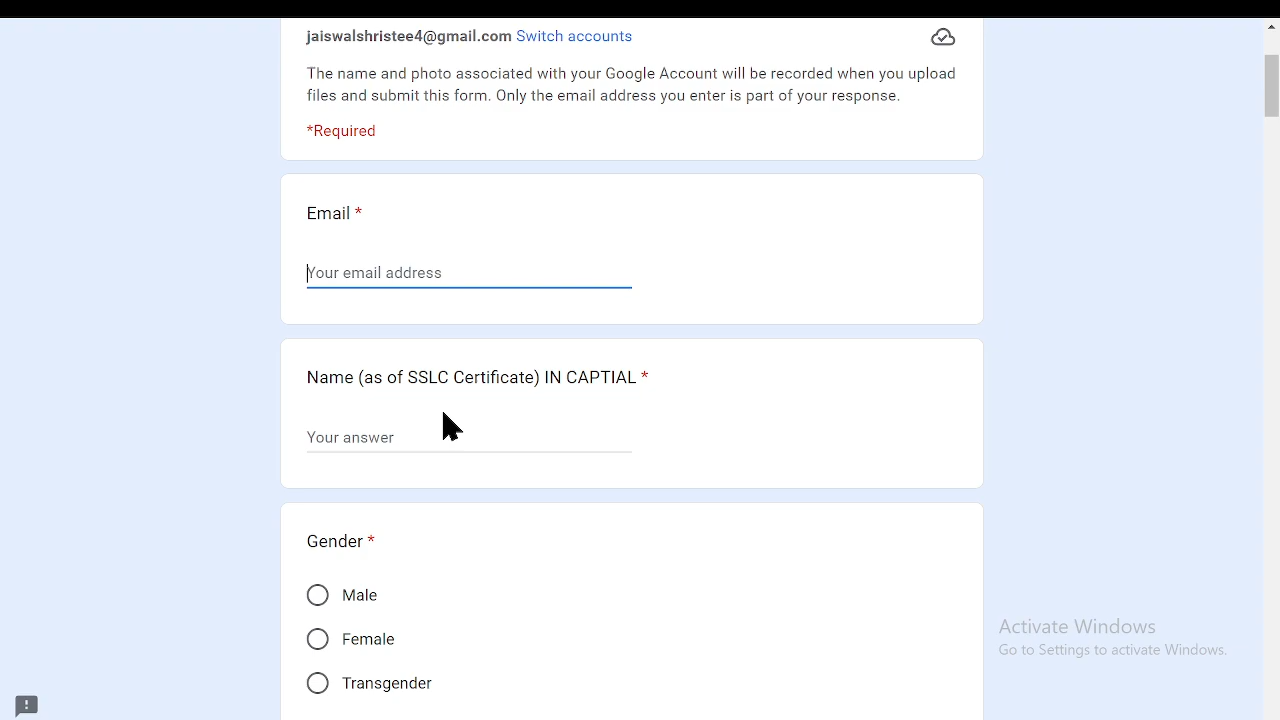 jaiswalshristee4@gmail.com Switch accounts
The name and photo associated with your Google Account will be recorded when you upload
files and submit this form. Only the email address you enter is part of your response.
*Required
Email *
Your email address
Name (as of SSLC Certificate) IN CAPTIAL *
Your answer
Gender *
Male
Female
Transgender
Activate Windows
Go to Settings to activate Windows.